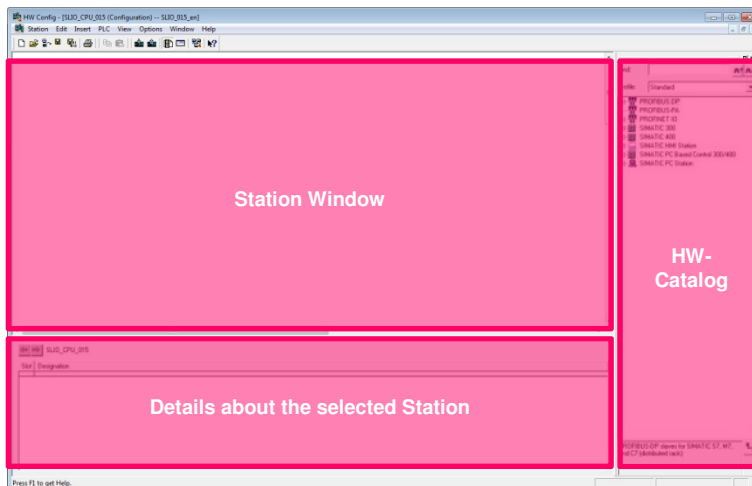 HW Config - [SLIO_CPU_015 (Configuration) -- SLIO_015_en]
Station Edit Insert PLC View Options Window Help
Find:
Profile: Standard
PROFIBUS-DP
PROFIBUS-PA
PROFINET IO
SIMATIC 300
SIMATIC 400
SIMATIC HMI Station
SIMATIC PC Based Control 300/400
SIMATIC PC Station
Station Window
HW-
Catalog
SLIO_CPU_015
Slot Designation
Details about the selected Station
PROFIBUS-DP slaves for SIMATIC S7, M7,
and C7 (distributed rack)
Press F1 to get Help.